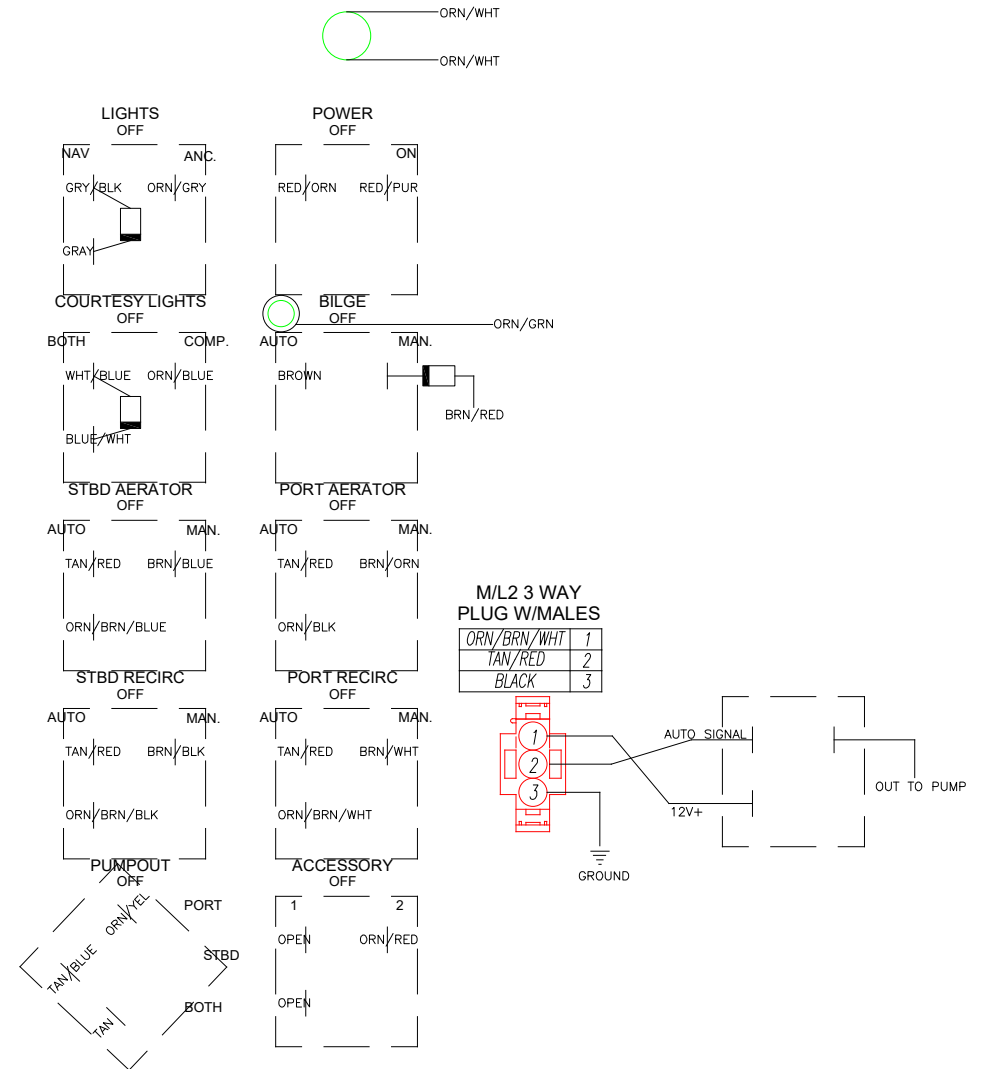 ORN/WHT
ORN/WHT
LIGHTS
OFF
NAV
ANC.
GRY/BLK
ORN/GRY
GRAY
POWER
OFF
ON
RED/ORN
RED/PUR
COURTESY LIGHTS
OFF
BOTH
COMP.
WHT/BLUE
ORN/BLUE
BLUE/WHT
BILGE
OFF
ORN/GRN
AUTO
MAN.
BROWN
BRN/RED
STBD AERATOR
OFF
AUTO
MAN.
TAN/RED
BRN/BLUE
ORN/BRN/BLUE
PORT AERATOR
OFF
AUTO
MAN.
TAN/RED
BRN/ORN
ORN/BLK
M/L2 3 WAY
PLUG W/MALES
ORN/BRN/WHT 1
TAN/RED 2
BLACK 3
STBD RECIRC
OFF
AUTO
MAN.
TAN/RED
BRN/BLK
ORN/BRN/BLK
PORT RECIRC
OFF
AUTO
MAN.
TAN/RED
BRN/WHT
ORN/BRN/WHT
1
2
3
AUTO SIGNAL
12V+
OUT TO PUMP
GROUND
PUMPOUT
OFF
PORT
ORN/YEL
STBD
TAN/BLUE
BOTH
TAN
ACCESSORY
OFF
1
2
OPEN
ORN/RED
OPEN